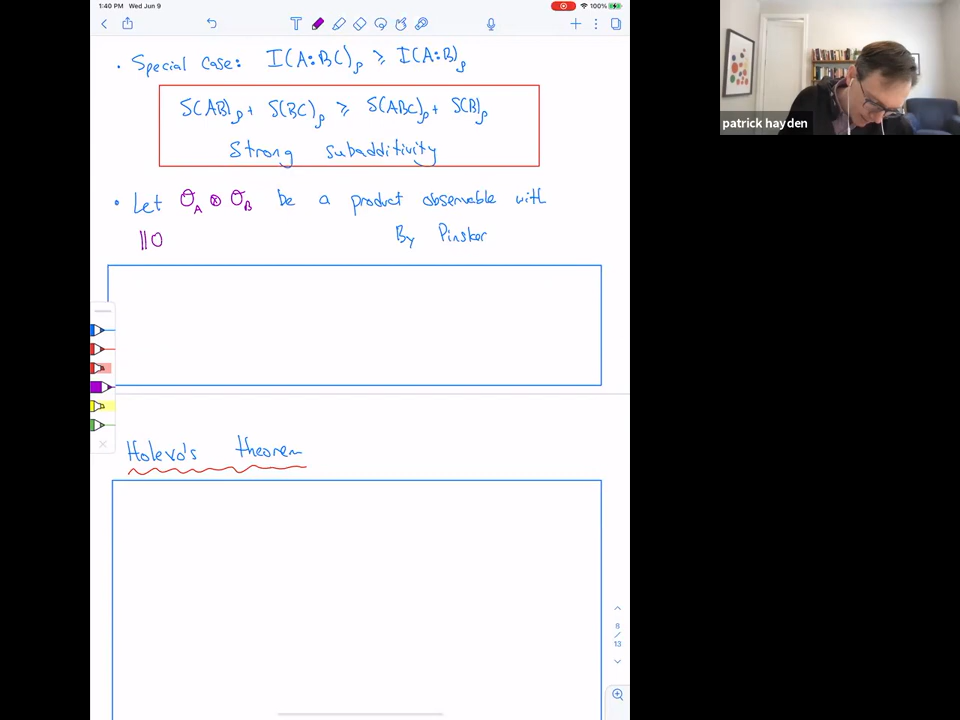 1:40 PM Wed Jun 9
100%
· Special case: I(A:BC)ρ ≥ I(A:B)ρ
S(AB)ρ + S(BC)ρ ≥ S(ABC)ρ + S(B)ρ
Strong subadditivity
· Let O_A ⊗ O_B be a product observable with
||O By Pinsker
Holevo's theorem
8
/
13
patrick hayden